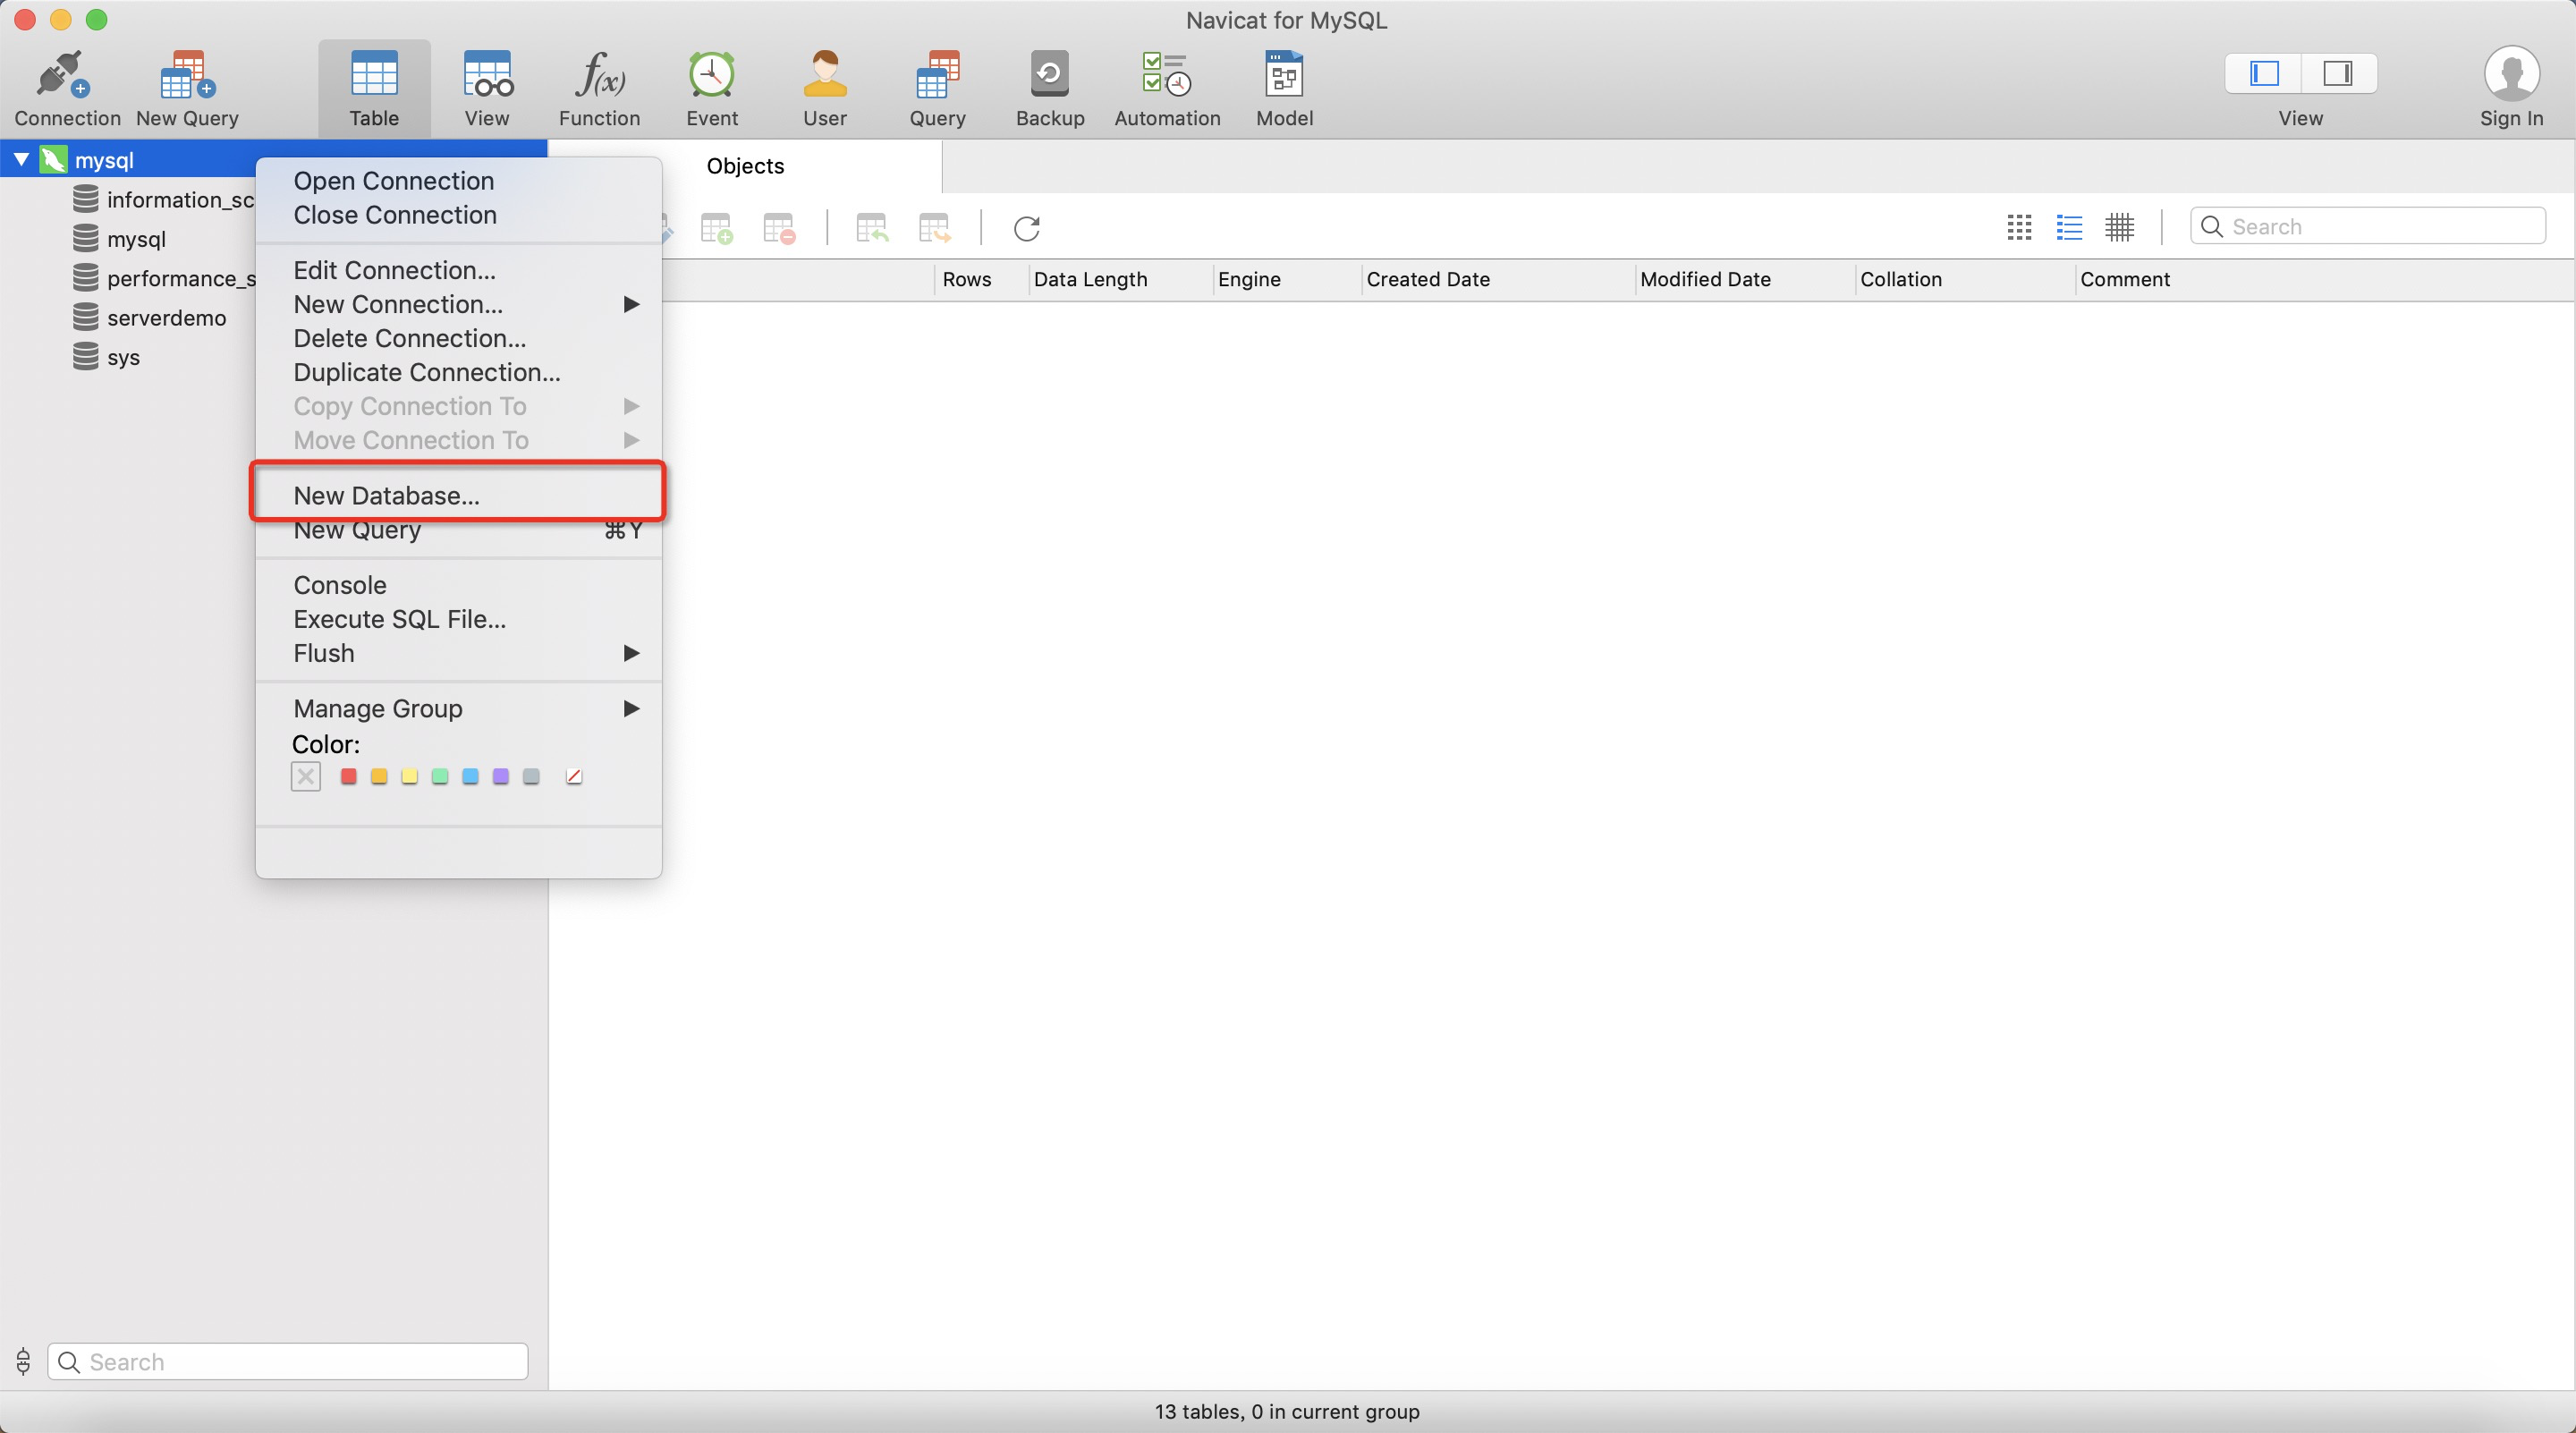 Navicat for MySQL
Connection
New Query
Table
View
Function
Event
User
Query
Backup
Automation
Model
View
Sign In
mysql
information_sc
mysql
performance_s
serverdemo
sys
Open Connection
Close Connection
Edit Connection...
New Connection...
Delete Connection...
Duplicate Connection...
Copy Connection To
Move Connection To
New Database...
New Query ⌘Y
Console
Execute SQL File...
Flush
Manage Group
Color:
Objects
Search
Rows Data Length Engine Created Date Modified Date Collation Comment
Search
13 tables, 0 in current group